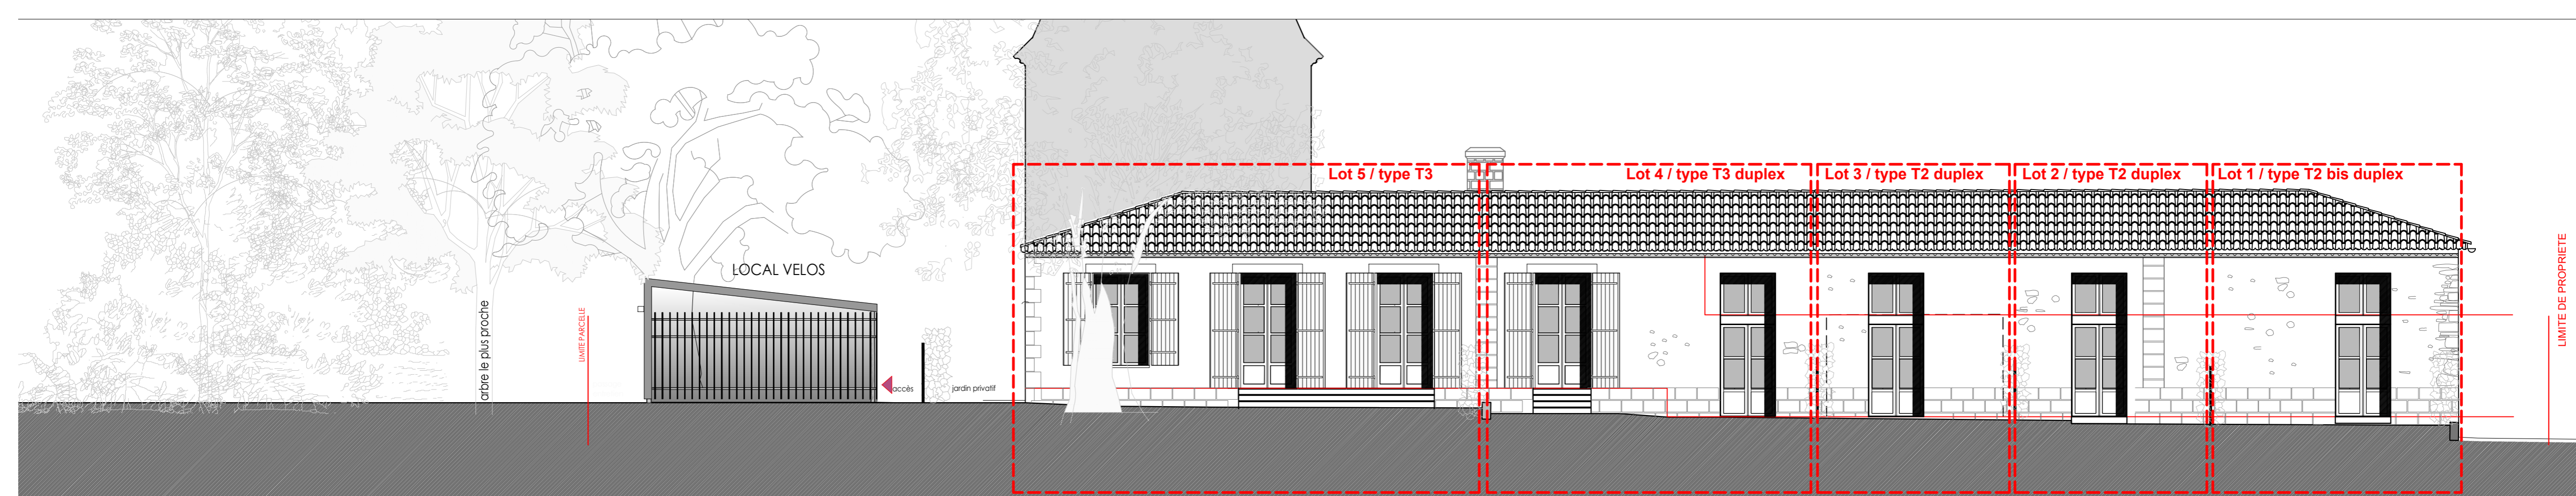 arbre le plus proche
LIMITE PARCELLE
LOCAL VELOS
accès
jardin privatif
Lot 5 / type T3
Lot 4 / type T3 duplex
Lot 3 / type T2 duplex
Lot 2 / type T2 duplex
Lot 1 / type T2 bis duplex
LIMITE DE PROPRIETE